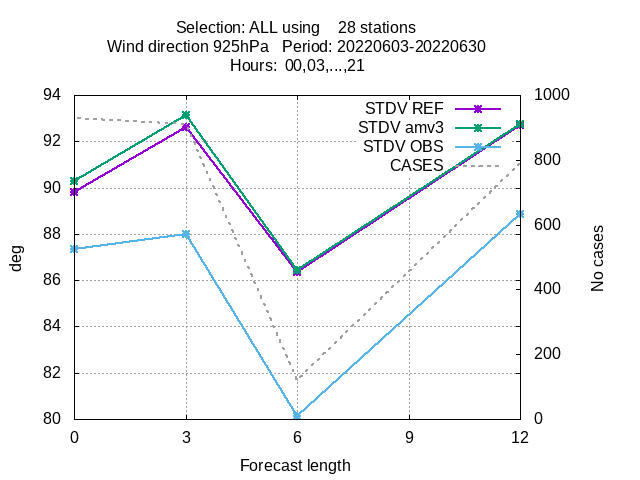 Selection: ALL using    28 stations
Wind direction 925hPa   Period: 20220603-20220630
Hours:  00,03,...,21
STDV REF
STDV amv3
STDV OBS
CASES
94
92
90
88
86
84
82
80
1000
800
600
400
200
0
deg
No cases
0 3 6 9 12
Forecast length